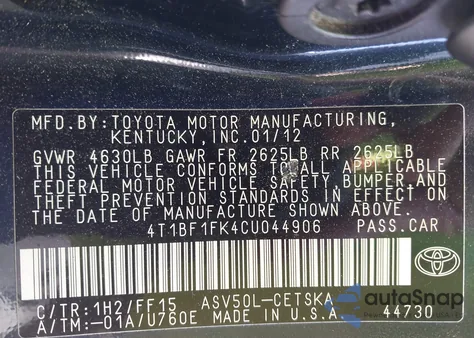 MFD.BY:TOYOTA MOTOR MANUFACTURING,
KENTUCKY,INC.01/12
GVWR 4630LB GAWR FR 2625LB RR 2625LB
THIS VEHICLE CONFORMS TO ALL APPLICABLE
FEDERAL MOTOR VEHICLE SAFETY,BUMPER,AND
THEFT PREVENTION STANDARDS IN EFFECT ON
THE DATE OF MANUFACTURE SHOWN ABOVE.
4T1BF1FK4CU044906 PASS.CAR
C/TR:1H2/FF15 ASV50L-CETSKA
A/TM:-01A/U760E MADE IN U.S.A. 44730
TOYOTA
autoSnap